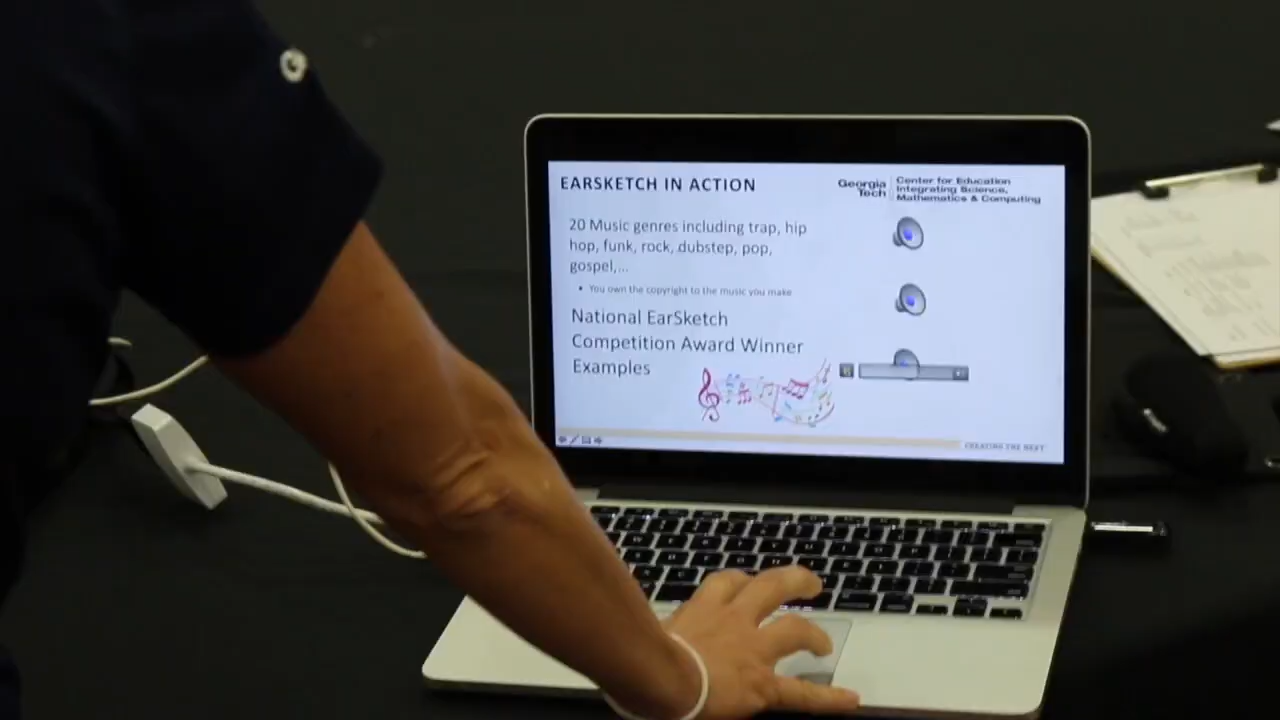 EARSKETCH IN ACTION
Georgia
Tech
Center for Education
Integrating Science,
Mathematics & Computing
20 Music genres including trap, hip
hop, funk, rock, dubstep, pop,
gospel,...
• You own the copyright to the music you make
National EarSketch
Competition Award Winner
Examples
CREATING THE NEXT